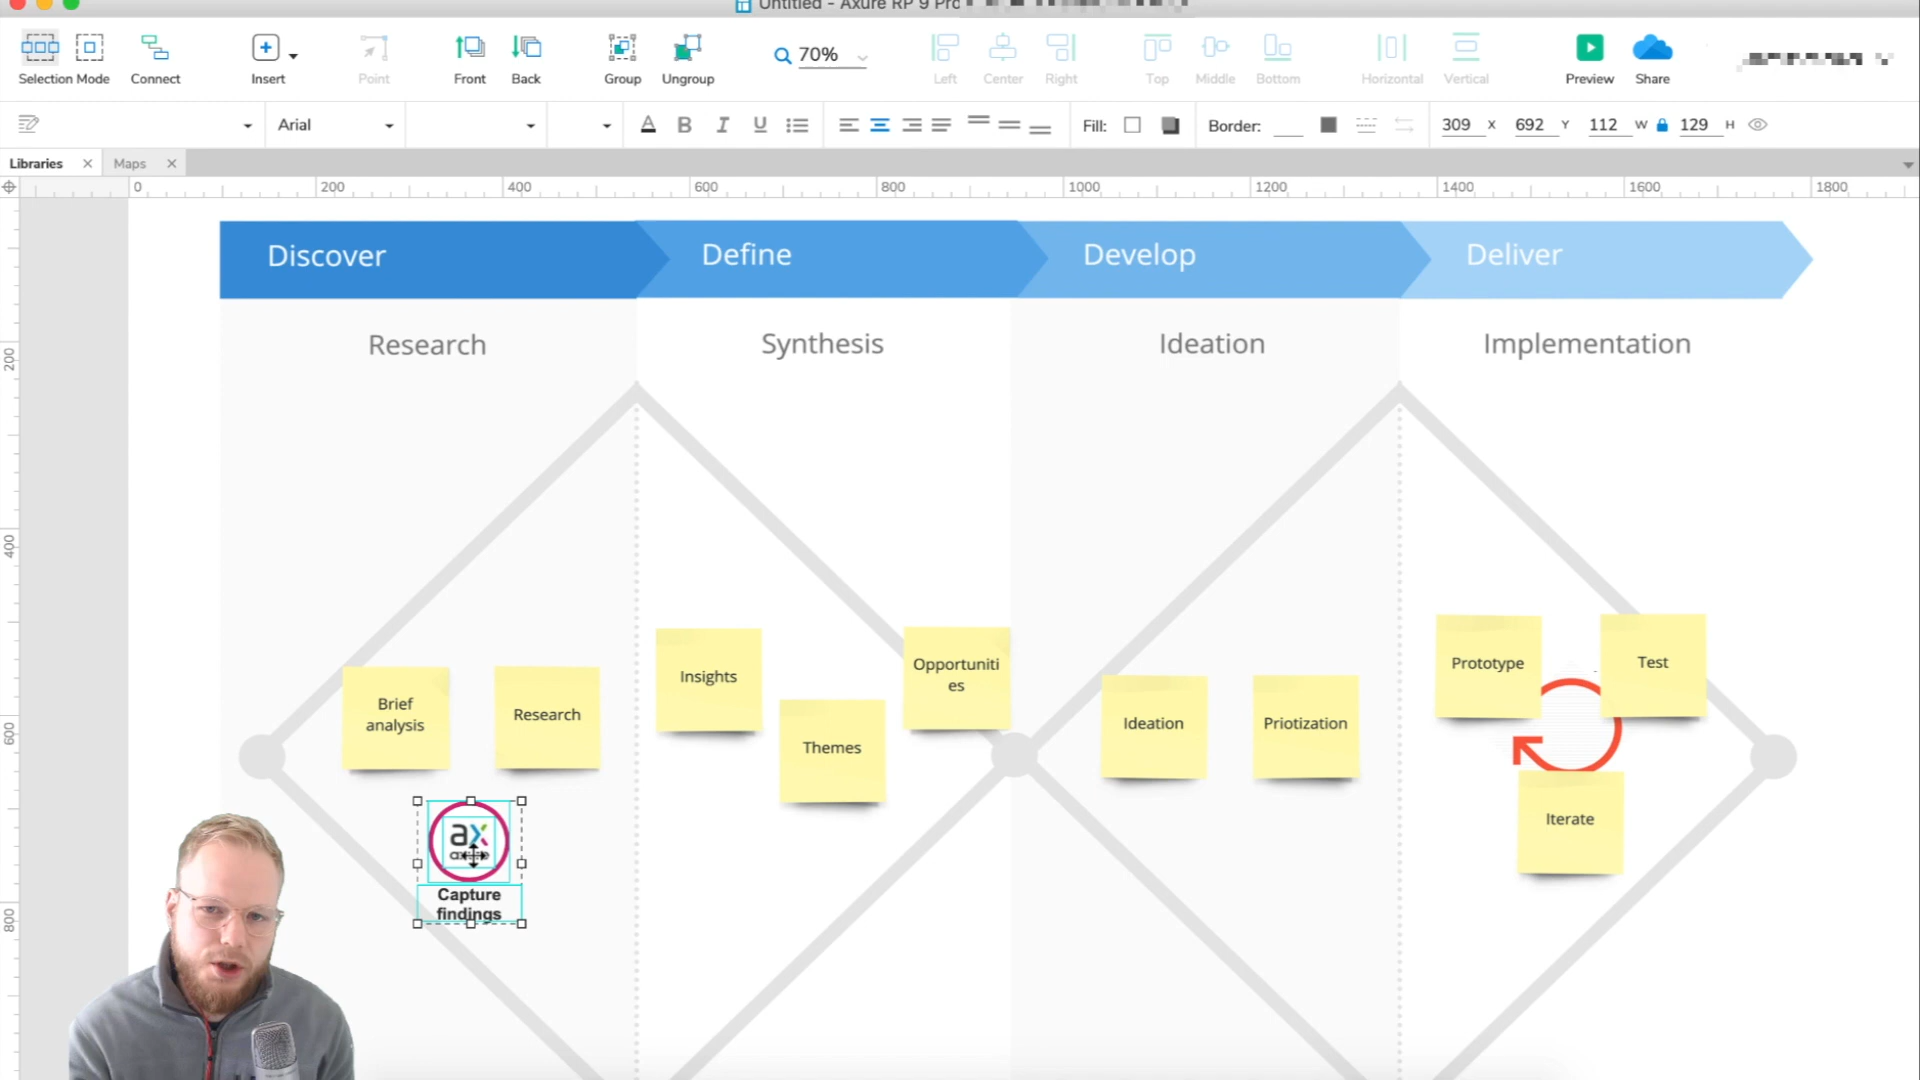 Untitled - Axure RP 9 Pro
Selection Mode
Connect
Insert
Point
Front
Back
Group
Ungroup
70%
Left
Center
Right
Top
Middle
Bottom
Horizontal
Vertical
Preview
Share
Arial
A B I U
Fill:
Border:
309 X
692 Y
112 W
129 H
Libraries
Maps
0 200 400 600 800 1000 1200 1400 1600 1800
200
400
600
800
Discover
Define
Develop
Deliver
Research
Synthesis
Ideation
Implementation
Brief
analysis
Research
ax
Capture
findings
Insights
Themes
Opportuniti
es
Ideation
Priotization
Prototype
Test
Iterate